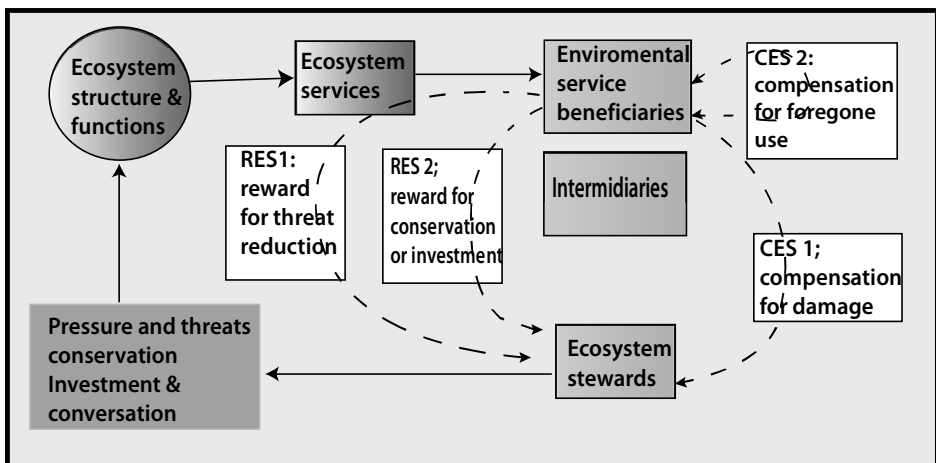 Ecosystem
structure &
functions
Ecosystem
services
Enviromental
service
beneficiaries
CES 2:
compensation
for foregone
use
RES1:
reward
for threat
reduction
RES 2;
reward for
conservation
or investment
Intermidiaries
CES 1;
compensation
for damage
Pressure and threats
conservation
Investment &
conversation
Ecosystem
stewards